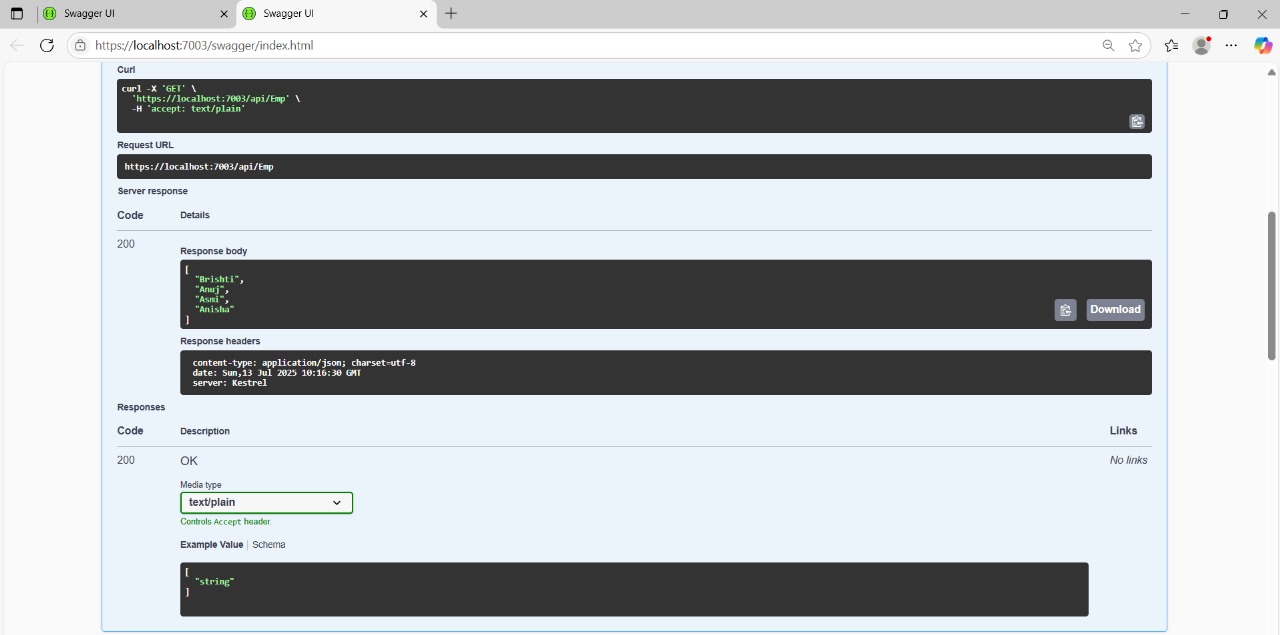 Swagger UI
Swagger UI
https://localhost:7003/swagger/index.html
Curl
curl -X 'GET' \
'https://localhost:7003/api/Emp' \
-H 'accept: text/plain'
Request URL
https://localhost:7003/api/Emp
Server response
Code Details
200
Response body
[
"Brishti",
"Anuj",
"Asmi",
"Anisha"
]
Download
Response headers
content-type: application/json; charset=utf-8
date: Sun,13 Jul 2025 10:16:30 GMT
server: Kestrel
Responses
Code Description Links
200 OK No links
Media type
text/plain
Controls Accept header.
Example Value Schema
[
"string"
]